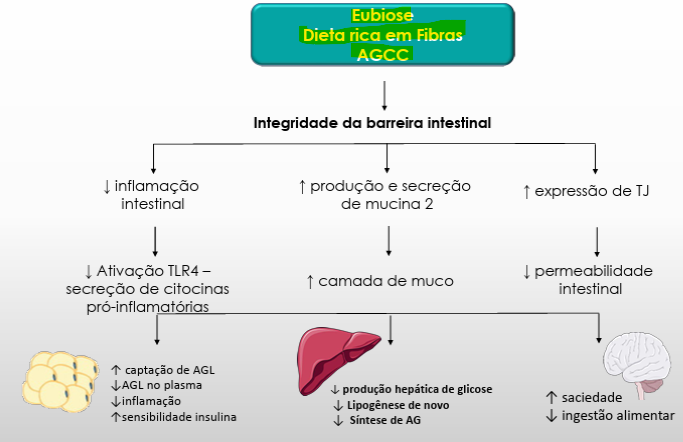 Eubiose
Dieta rica em Fibras
AGCC
Integridade da barreira intestinal
↓ inflamação
intestinal
↑ produção e secreção
de mucina 2
↑ expressão de TJ
↓ Ativação TLR4 –
secreção de citocinas
pró-inflamatórias
↑ camada de muco
↓ permeabilidade
intestinal
↑ captação de AGL
↓AGL no plasma
↓inflamação
↑sensibilidade insulina
↓ produção hepática de glicose
↓ Lipogênese de novo
↓ Síntese de AG
↑ saciedade
↓ ingestão alimentar